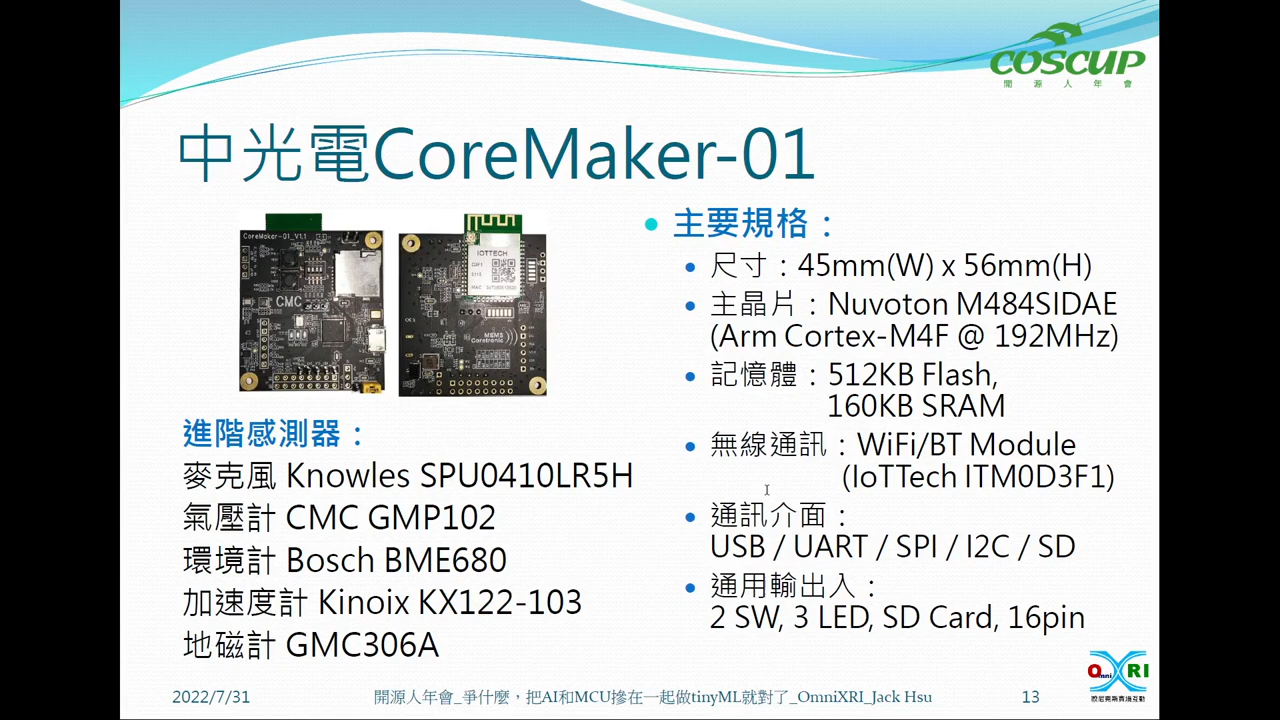 COSCUP
開源人年會
中光電CoreMaker-01
CoreMaker-01_V1.1
CMC
IOTTECH
MEMS
Coretronic
主要規格：
尺寸：45mm(W) x 56mm(H)
主晶片：Nuvoton M484SIDAE
(Arm Cortex-M4F @ 192MHz)
記憶體：512KB Flash,
160KB SRAM
無線通訊：WiFi/BT Module
(IoTTech ITM0D3F1)
通訊介面：
USB / UART / SPI / I2C / SD
通用輸出入：
2 SW, 3 LED, SD Card, 16pin
進階感測器：
麥克風 Knowles SPU0410LR5H
氣壓計 CMC GMP102
環境計 Bosch BME680
加速度計 Kinoix KX122-103
地磁計 GMC306A
OmniXRI
2022/7/31
開源人年會_爭什麼，把AI和MCU摻在一起做tinyML就對了_OmniXRI_Jack Hsu
13